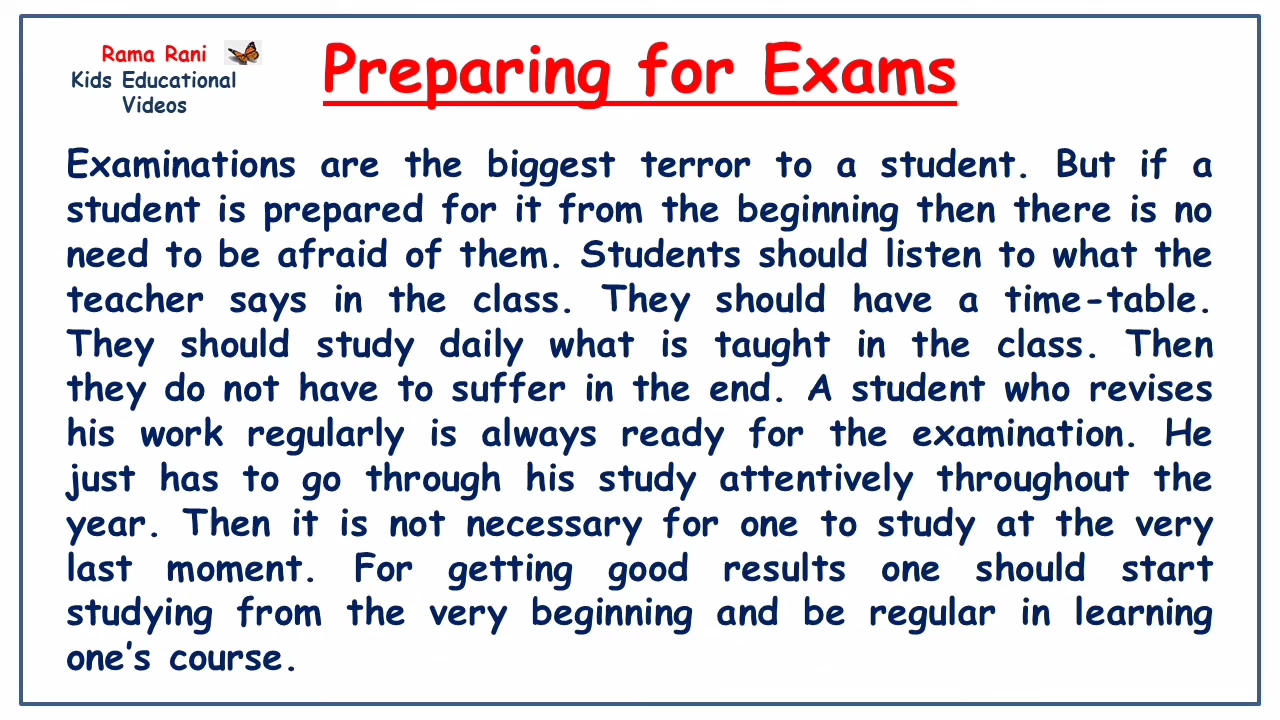 Rama Rani
Kids Educational
Videos
Preparing for Exams
Examinations are the biggest terror to a student. But if a
student is prepared for it from the beginning then there is no
need to be afraid of them. Students should listen to what the
teacher says in the class. They should have a time-table.
They should study daily what is taught in the class. Then
they do not have to suffer in the end. A student who revises
his work regularly is always ready for the examination. He
just has to go through his study attentively throughout the
year. Then it is not necessary for one to study at the very
last moment. For getting good results one should start
studying from the very beginning and be regular in learning
one's course.